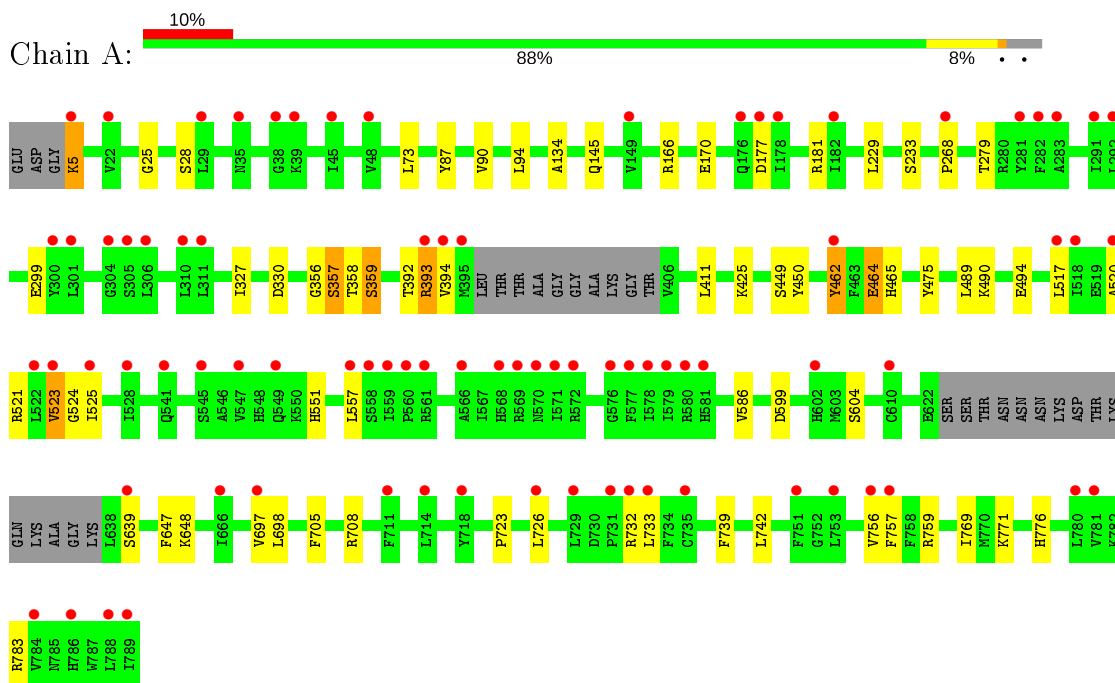 10%
Chain A:
88%
8%
GLU ASP GLY K5 V22 G25 S28 L29 N35 G38 K39 I45 V48 L73 Y87 V90 L94 A134 Q145 V149 R166 E170 Q176 D177 I178 R181 I182 L229 S233 P268 T279 R280 Y281 F282 A283 I291
E299 Y300 L301 G304 S305 L306 L310 L311 I327 D330 G356 S357 T358 S359 T392 R393 V394 M395 LEU THR THR ALA GLY GLY ALA LYS GLY THR V406 L411 K425 S449 Y450 Y462 F463 E464 H465 Y475 L489 K490 E494 L517 I518 E519 A520
R521 L522 V523 G524 I525 I528 Q541 S545 A546 V547 H548 Q549 K550 H551 L557 S558 I559 P560 R561 A566 I567 H568 R569 N570 I571 R572 G576 F577 I578 I579 R580 H581 V586 D599 H602 M603 S604 C610 E622 SER SER THR ASN ASN ASN LYS ASP THR LYS
GLN LYS ALA GLY LYS L638 S639 F647 K648 I666 V697 L698 F705 R708 F711 L714 Y718 P723 L726 L729 D730 P731 R732 L733 F734 C735 F739 L742 F751 G752 L753 V756 F757 F758 R759 I769 M770 K771 H776 L780 V781 K782
R783 V784 N785 H786 W787 L788 I789